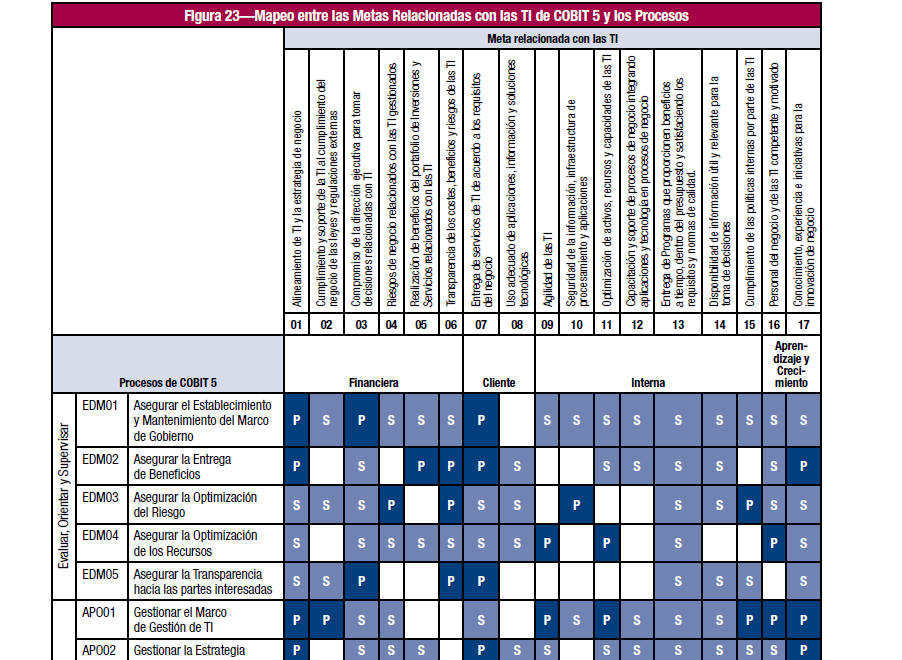 Figura 23—Mapeo entre las Metas Relacionadas con las TI de COBIT 5 y los Procesos
Meta relacionada con las TI
Alineamiento de TI y la estrategia de negocio
Cumplimiento y soporte de la TI al cumplimiento del
negocio de las leyes y regulaciones externas
Compromiso de la dirección ejecutiva para tomar
decisiones relacionadas con TI
Riesgos de negocio relacionados con las TI gestionados
Realización de beneficios del portafolio de Inversiones y
Servicios relacionados con las TI
Transparencia de los costes, beneficios y riesgos de las TI
Entrega de servicios de TI de acuerdo a los requisitos
del negocio
Uso adecuado de aplicaciones, información y soluciones
tecnológicas
Agilidad de las TI
Seguridad de la información, infraestructura de
procesamiento y aplicaciones
Optimización de activos, recursos y capacidades de las TI
Capacitación y soporte de procesos de negocio integrando
aplicaciones y tecnología en procesos de negocio
Entrega de Programas que proporcionen beneficios
a tiempo, dentro del presupuesto y satisfaciendo los
requisitos y normas de calidad.
Disponibilidad de información útil y relevante para la
toma de decisiones
Cumplimiento de las políticas internas por parte de las TI
Personal del negocio y de las TI competente y motivado
Conocimiento, experiencia e iniciativas para la
innovación de negocio
01 02 03 04 05 06 07 08 09 10 11 12 13 14 15 16 17
Procesos de COBIT 5
Financiera
Cliente
Interna
Apren-
dizaje y
Creci-
miento
Evaluar, Orientar y Supervisar
EDM01
Asegurar el Establecimiento
y Mantenimiento del Marco
de Gobierno
P S P S S S P S S S S S S S S S
EDM02
Asegurar la Entrega
de Beneficios
P S P P P S S S S S S P
EDM03
Asegurar la Optimización
del Riesgo
S S S P P S S P S S P S S
EDM04
Asegurar la Optimización
de los Recursos
S S S S S S S P P S P S
EDM05
Asegurar la Transparencia
hacia las partes interesadas
S S P P P S S S S
APO01
Gestionar el Marco
de Gestión de TI
P P S S S P S P S S S P P P
APO02
Gestionar la Estrategia
P S S S P S S S S S S S S P